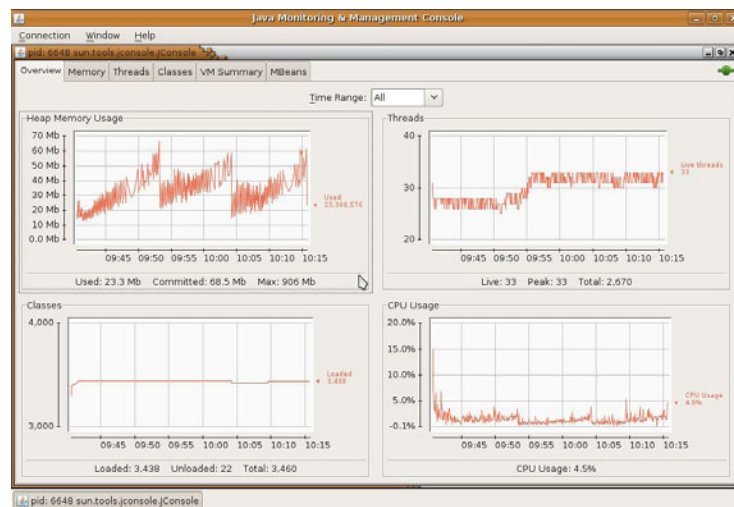 Java Monitoring & Management Console
Connection Window Help
pid: 6648 sun.tools.jconsole.JConsole
Overview Memory Threads Classes VM Summary MBeans
Time Range: All
Heap Memory Usage
70 Mb
60 Mb
50 Mb
40 Mb
30 Mb
20 Mb
10 Mb
0.0 Mb
Used
23,368,576
09:45 09:50 09:55 10:00 10:05 10:10 10:15
Used: 23.3 Mb Committed: 68.5 Mb Max: 906 Mb
Threads
40
30
20
Live threads
33
09:45 09:50 09:55 10:00 10:05 10:10 10:15
Live: 33 Peak: 33 Total: 2,670
Classes
4,000
3,000
Loaded
3,438
09:45 09:50 09:55 10:00 10:05 10:10 10:15
Loaded: 3,438 Unloaded: 22 Total: 3,460
CPU Usage
20.0%
15.0%
10.0%
5.0%
-0.1%
CPU Usage
4.5%
09:45 09:50 09:55 10:00 10:05 10:10 10:15
CPU Usage: 4.5%
pid: 6648 sun.tools.jconsole.JConsole